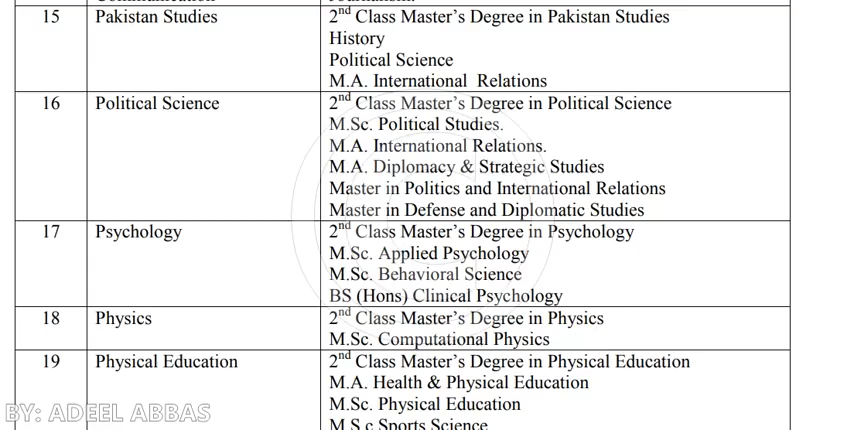 Communication Journalism.
15 Pakistan Studies 2nd Class Master’s Degree in Pakistan Studies
History
Political Science
M.A. International Relations
16 Political Science 2nd Class Master’s Degree in Political Science
M.Sc. Political Studies.
M.A. International Relations.
M.A. Diplomacy & Strategic Studies
Master in Politics and International Relations
Master in Defense and Diplomatic Studies
17 Psychology 2nd Class Master’s Degree in Psychology
M.Sc. Applied Psychology
M.Sc. Behavioral Science
BS (Hons) Clinical Psychology
18 Physics 2nd Class Master’s Degree in Physics
M.Sc. Computational Physics
19 Physical Education 2nd Class Master’s Degree in Physical Education
M.A. Health & Physical Education
M.Sc. Physical Education
M.S.c Sports Science
BY: ADEEL ABBAS